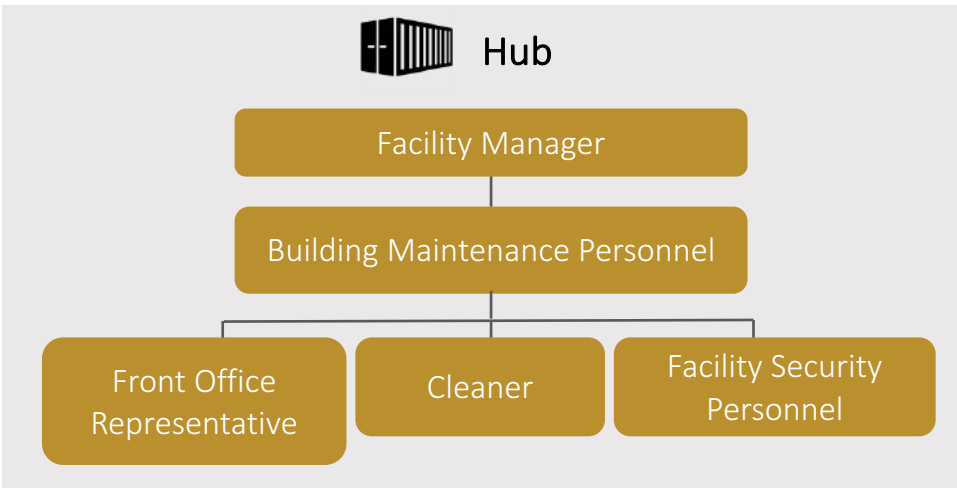 Hub
Facility Manager
Building Maintenance Personnel
Front Office
Representative
Cleaner
Facility Security
Personnel